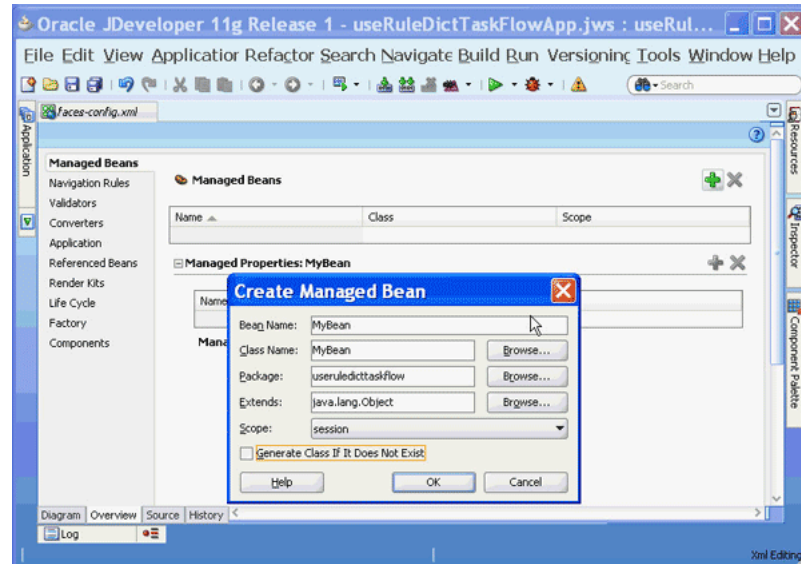 Oracle JDeveloper 11g Release 1 - useRuleDictTaskFlowApp.jws : useRul...
File Edit View Applicatior Refactor Search Navigate Build Run Versioninç Tools Window Help
Search
faces-config.xml
Application
Resources
Inspector
Component Palette
Managed Beans
Navigation Rules
Validators
Converters
Application
Referenced Beans
Render Kits
Life Cycle
Factory
Components
Managed Beans
Name Class Scope
Managed Properties: MyBean
Name
Mana
Create Managed Bean
Bean Name: MyBean
Class Name: MyBean Browse...
Package: useruledicttaskflow Browse...
Extends: java.lang.Object Browse...
Scope: session
Generate Class If It Does Not Exist
Help OK Cancel
Diagram Overview Source History
Log
Xml Editing